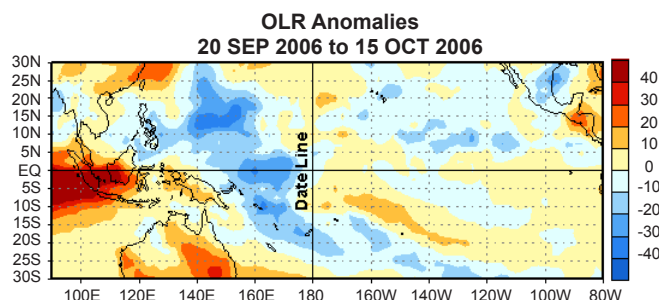 OLR Anomalies
20 SEP 2006 to 15 OCT 2006
30N
25N
20N
15N
10N
5N
EQ
5S
10S
15S
20S
25S
30S
Date Line
100E 120E 140E 160E 180 160W 140W 120W 100W 80W
40
30
20
10
0
-10
-20
-30
-40